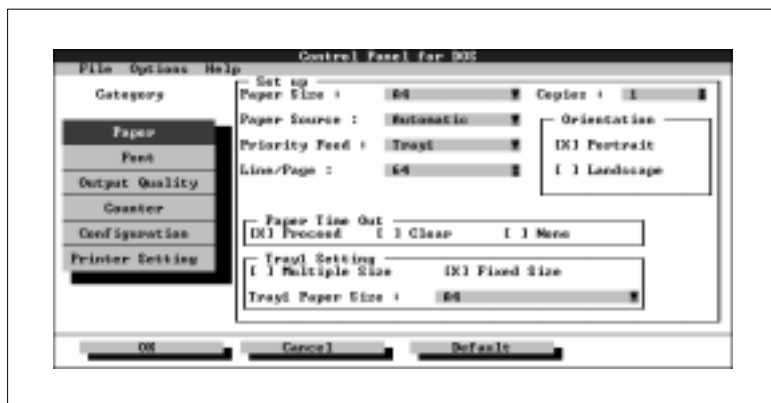 Control Panel for DOS
File Options Help
Category
Paper
Font
Output Quality
Counter
Configuration
Printer Setting
Set up
Paper Size : A4
Paper Source : Automatic
Priority Feed : Tray1
Line/Page : 64
Copies : 1
Orientation
[X] Portrait
[ ] Landscape
Paper Time Out
[X] Proceed [ ] Clear [ ] None
Tray1 Setting
[ ] Multiple Size [X] Fixed Size
Tray1 Paper Size : A4
OK Cancel Default